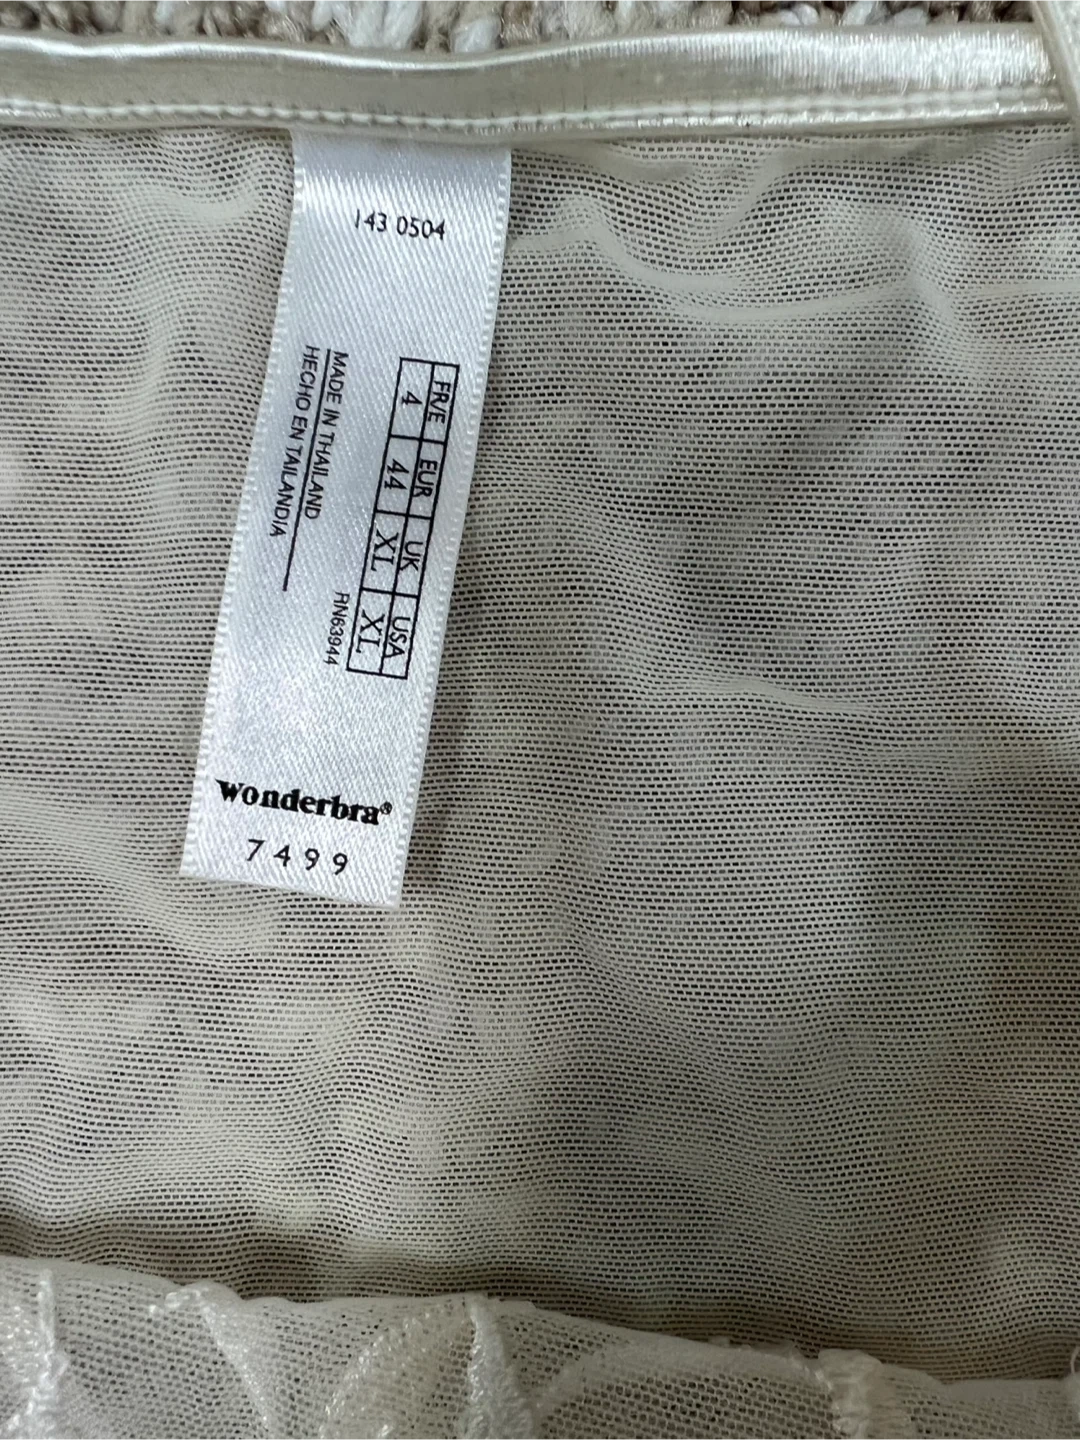 143 0504
FR/E EUR UK USA
4 44 XL XL
RN63944
MADE IN THAILAND
HECHO EN TAILANDIA
wonderbra®
7499